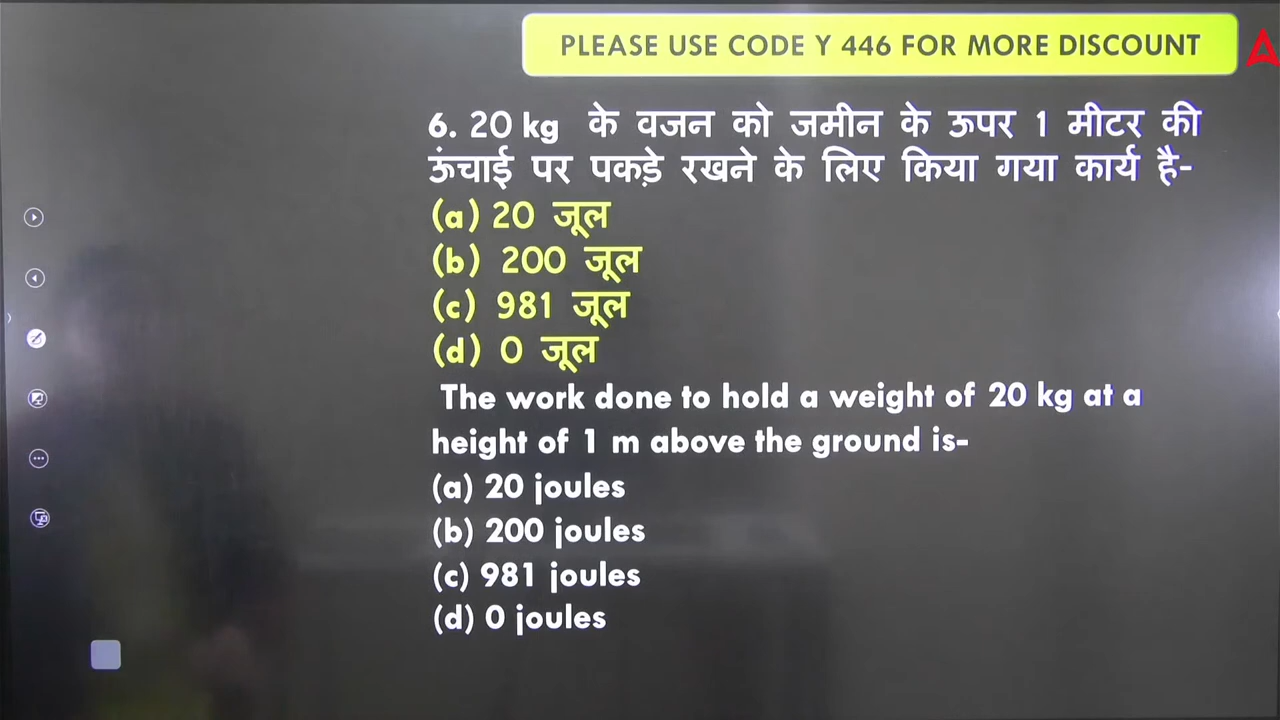 PLEASE USE CODE Y 446 FOR MORE DISCOUNT
6. 20 kg के वजन को जमीन के ऊपर 1 मीटर की
ऊंचाई पर पकड़े रखने के लिए किया गया कार्य है-
(a) 20 जूल
(b) 200 जूल
(c) 981 जूल
(d) 0 जूल
The work done to hold a weight of 20 kg at a
height of 1 m above the ground is-
(a) 20 joules
(b) 200 joules
(c) 981 joules
(d) 0 joules